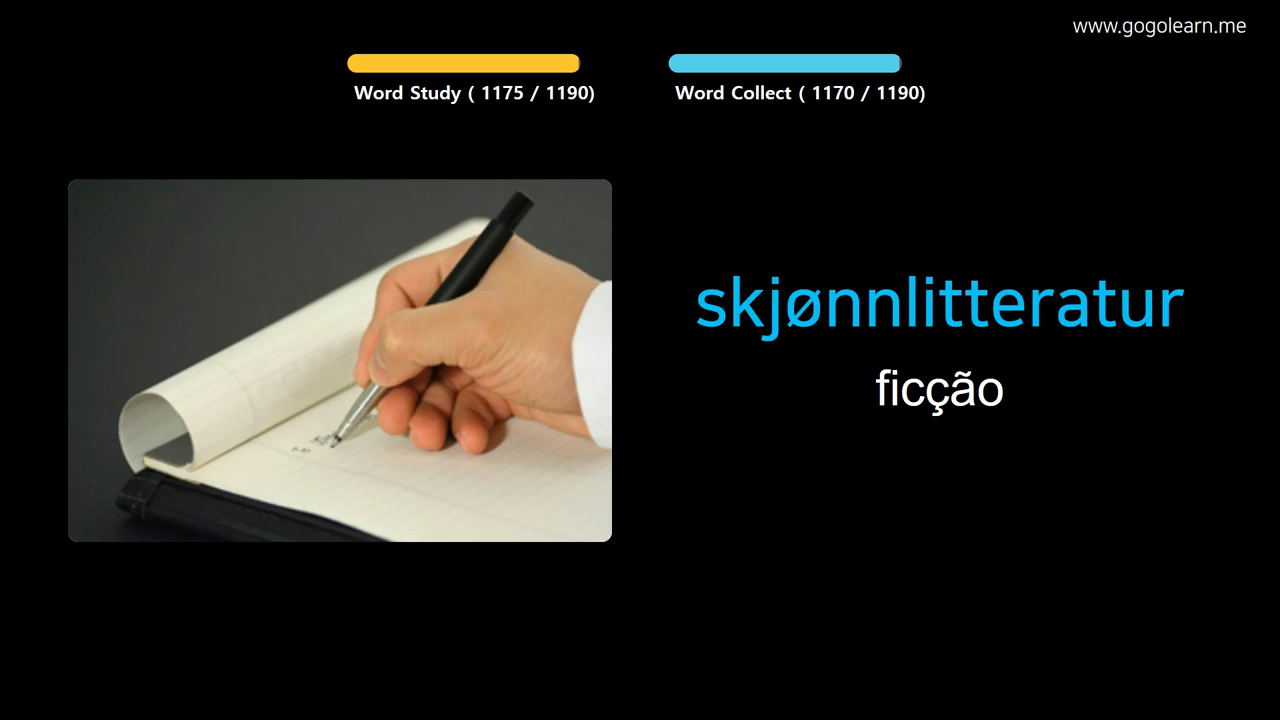 www.gogolearn.me
Word Study ( 1175 / 1190)
Word Collect ( 1170 / 1190)
skjønnlitteratur
ficção